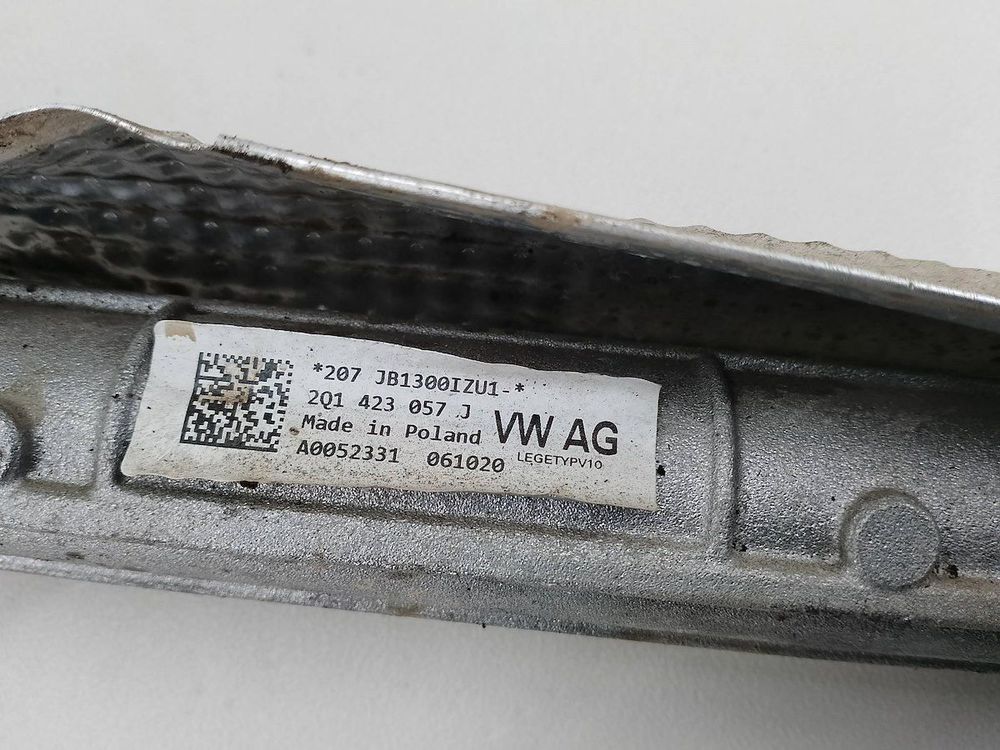 *207 JB1300IZU1-*
2Q1 423 057 J
Made in Poland
A0052331 061020
VW AG
LEGETYPV10